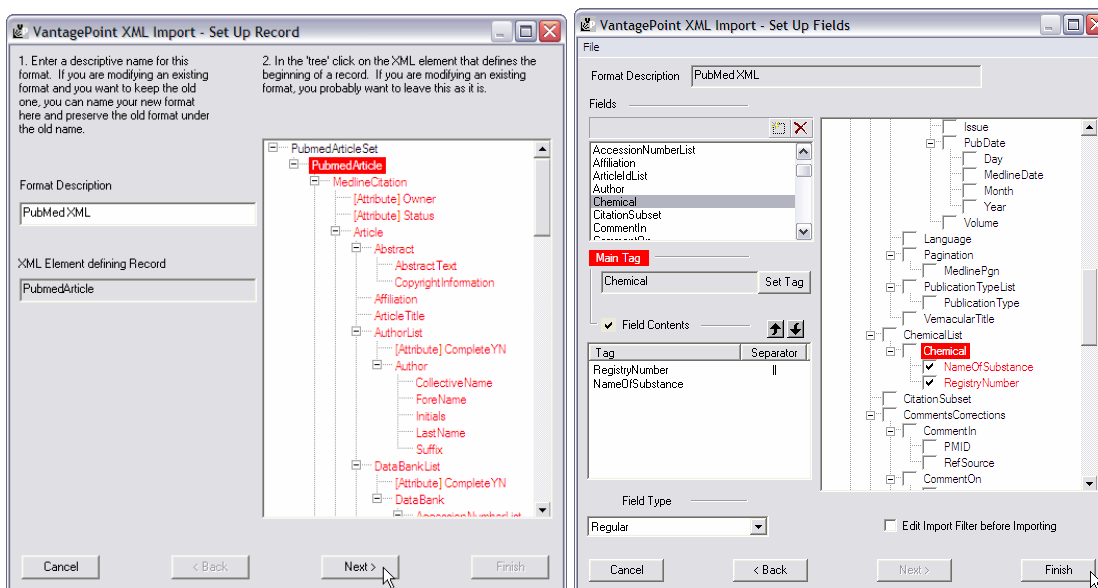 VantagePoint XML Import - Set Up Record
1. Enter a descriptive name for this
format. If you are modifying an existing
format and you want to keep the old
one, you can name your new format
here and preserve the old format under
the old name.
2. In the 'tree' click on the XML element that defines the
beginning of a record. If you are modifying an existing
format, you probably want to leave this as it is.
Format Description
PubMed XML
XML Element defining Record
PubmedArticle
PubmedArticleSet
PubmedArticle
MedlineCitation
[Attribute] Owner
[Attribute] Status
Article
Abstract
AbstractText
CopyrightInformation
Affiliation
ArticleTitle
AuthorList
[Attribute] CompleteYN
Author
CollectiveName
ForeName
Initials
LastName
Suffix
DataBankList
[Attribute] CompleteYN
DataBank
AccessionNumberList
Cancel
< Back
Next >
Finish
VantagePoint XML Import - Set Up Fields
File
Format Description
PubMed XML
Fields
AccessionNumberList
Affiliation
ArticleIdList
Author
Chemical
CitationSubset
CommentIn
CommentOn
Main Tag
Chemical
Set Tag
Field Contents
Tag
Separator
RegistryNumber
||
NameOfSubstance
Field Type
Regular
Issue
PubDate
Day
MedlineDate
Month
Year
Volume
Language
Pagination
MedlinePgn
PublicationTypeList
PublicationType
VernacularTitle
ChemicalList
Chemical
NameOfSubstance
RegistryNumber
CitationSubset
CommentsCorrections
CommentIn
PMID
RefSource
CommentOn
Edit Import Filter before Importing
Cancel
< Back
Next >
Finish